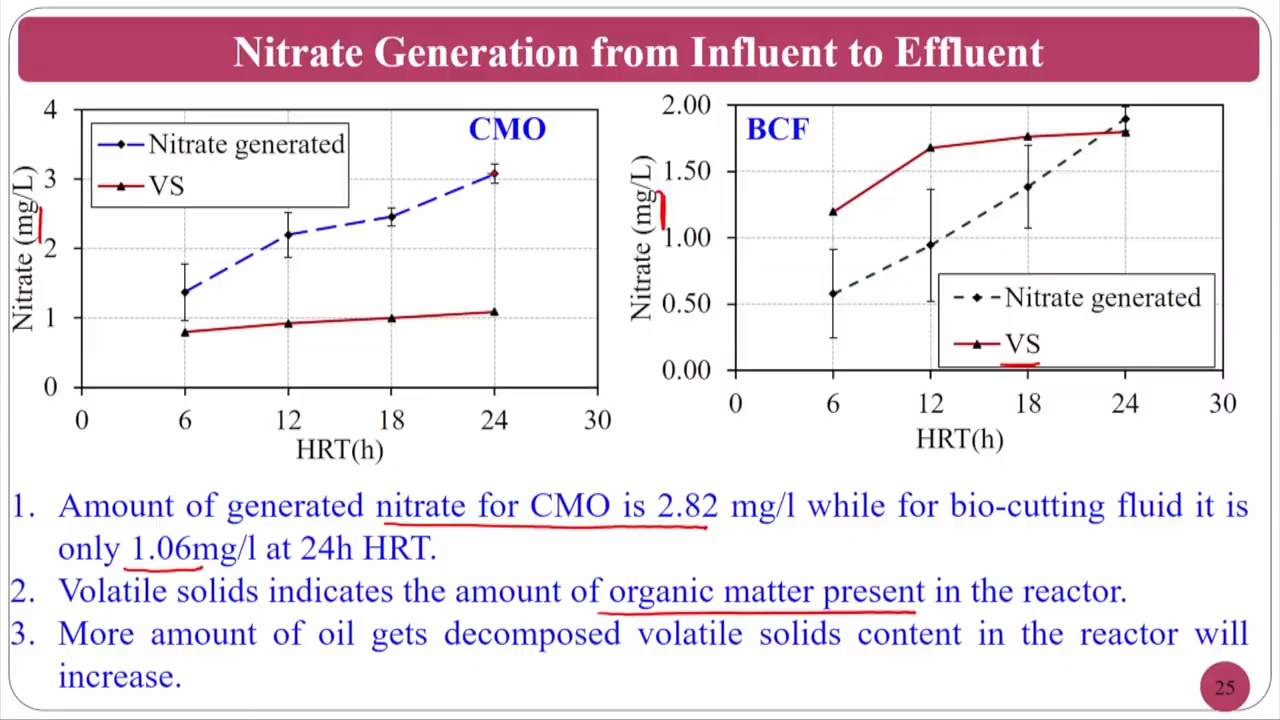 Nitrate Generation from Influent to Effluent
4
3
2
1
0
Nitrate (mg/L)
Nitrate generated
VS
CMO
0 6 12 18 24 30
HRT(h)
2.00
1.50
1.00
0.50
0.00
Nitrate (mg/L)
BCF
Nitrate generated
VS
0 6 12 18 24 30
HRT(h)
1. Amount of generated nitrate for CMO is 2.82 mg/l while for bio-cutting fluid it is
only 1.06mg/l at 24h HRT.
2. Volatile solids indicates the amount of organic matter present in the reactor.
3. More amount of oil gets decomposed volatile solids content in the reactor will
increase.
25